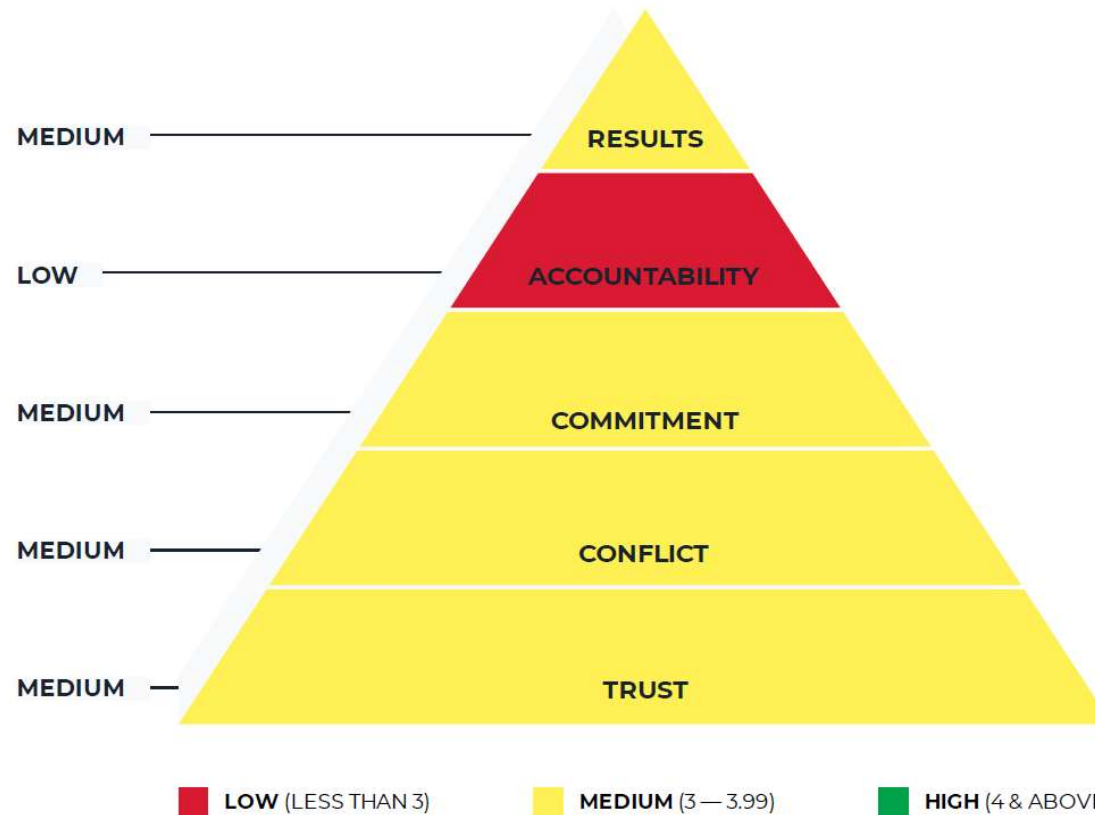 MEDIUM
RESULTS
LOW
ACCOUNTABILITY
MEDIUM
COMMITMENT
MEDIUM
CONFLICT
MEDIUM
TRUST
LOW (LESS THAN 3)
MEDIUM (3 — 3.99)
HIGH (4 & ABOVE